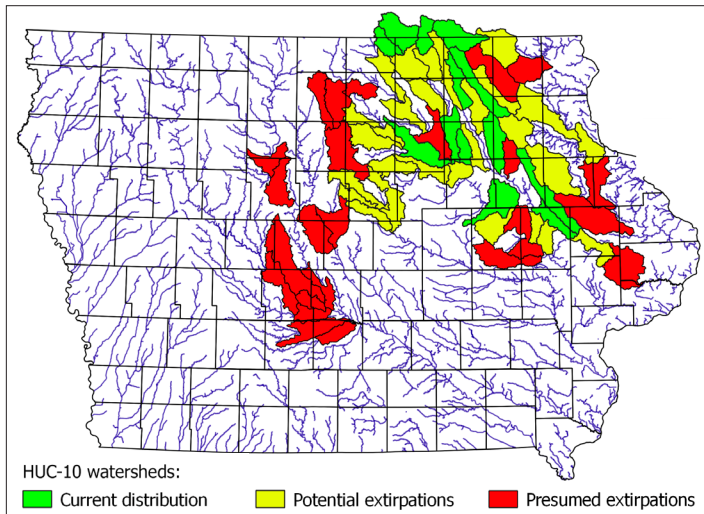 HUC-10 watersheds:
Current distribution
Potential extirpations
Presumed extirpations